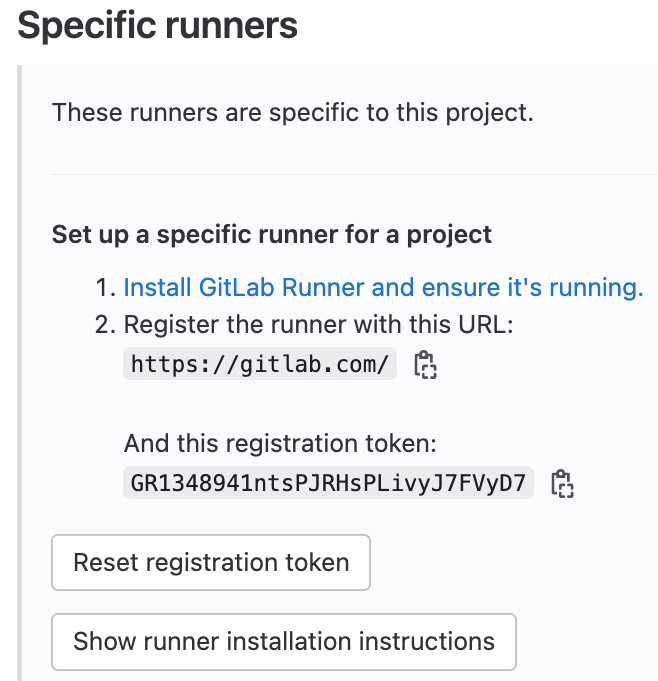 Specific runners
These runners are specific to this project.
Set up a specific runner for a project
1. Install GitLab Runner and ensure it's running.
2. Register the runner with this URL:
https://gitlab.com/
And this registration token:
GR1348941ntsPJRHsPLivyJ7FVyD7
Reset registration token
Show runner installation instructions